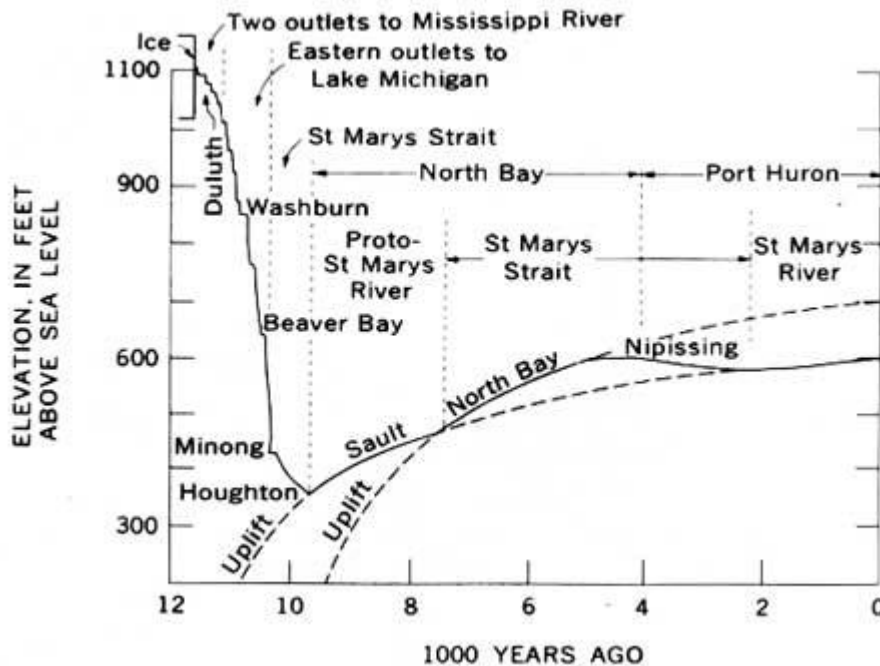 Two outlets to Mississippi River
Ice
Eastern outlets to
Lake Michigan
St Marys Strait
North Bay
Port Huron
Duluth
Washburn
Proto-
St Marys
River
St Marys
Strait
St Marys
River
Beaver Bay
Nipissing
North Bay
Sault
Minong
Houghton
Uplift
Uplift
1100
900
600
300
ELEVATION, IN FEET
ABOVE SEA LEVEL
12 10 8 6 4 2 0
1000 YEARS AGO